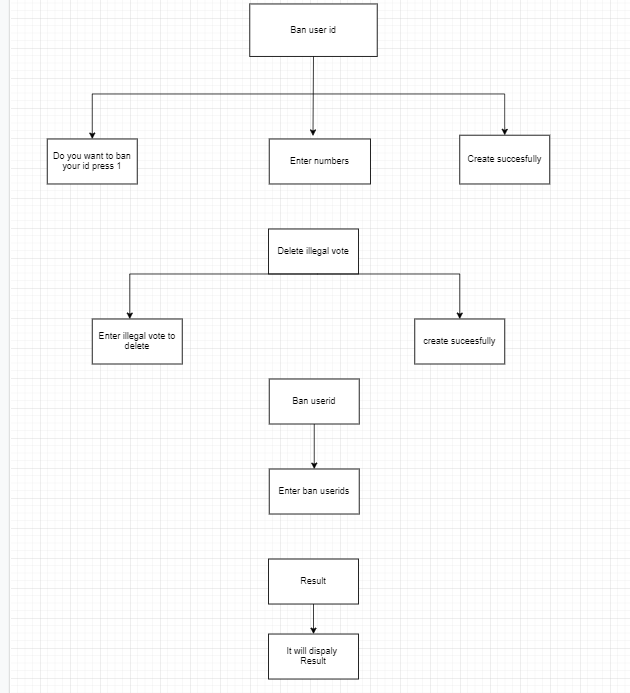 Ban user id
Do you want to ban
your id press 1
Enter numbers
Create succesfully
Delete illegal vote
Enter illegal vote to
delete
create suceesfully
Ban userid
Enter ban userids
Result
It will dispaly
Result